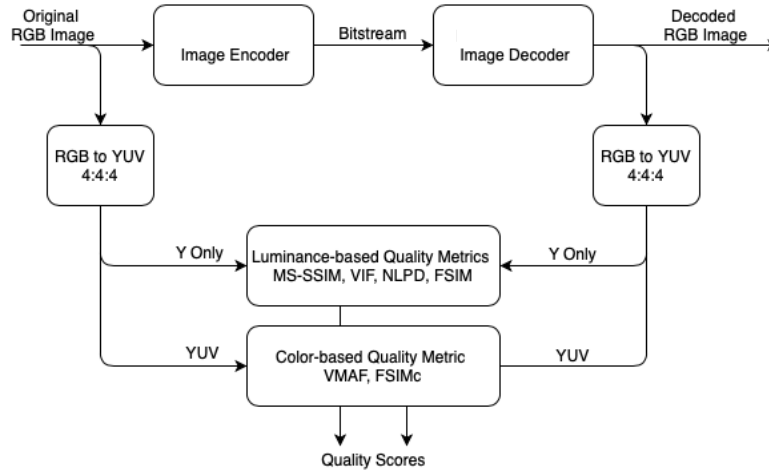 Original
RGB Image
Image Encoder
Bitstream
Image Decoder
Decoded
RGB Image
RGB to YUV
4:4:4
RGB to YUV
4:4:4
Y Only
Luminance-based Quality Metrics
MS-SSIM, VIF, NLPD, FSIM
Y Only
YUV
Color-based Quality Metric
VMAF, FSIMc
YUV
Quality Scores